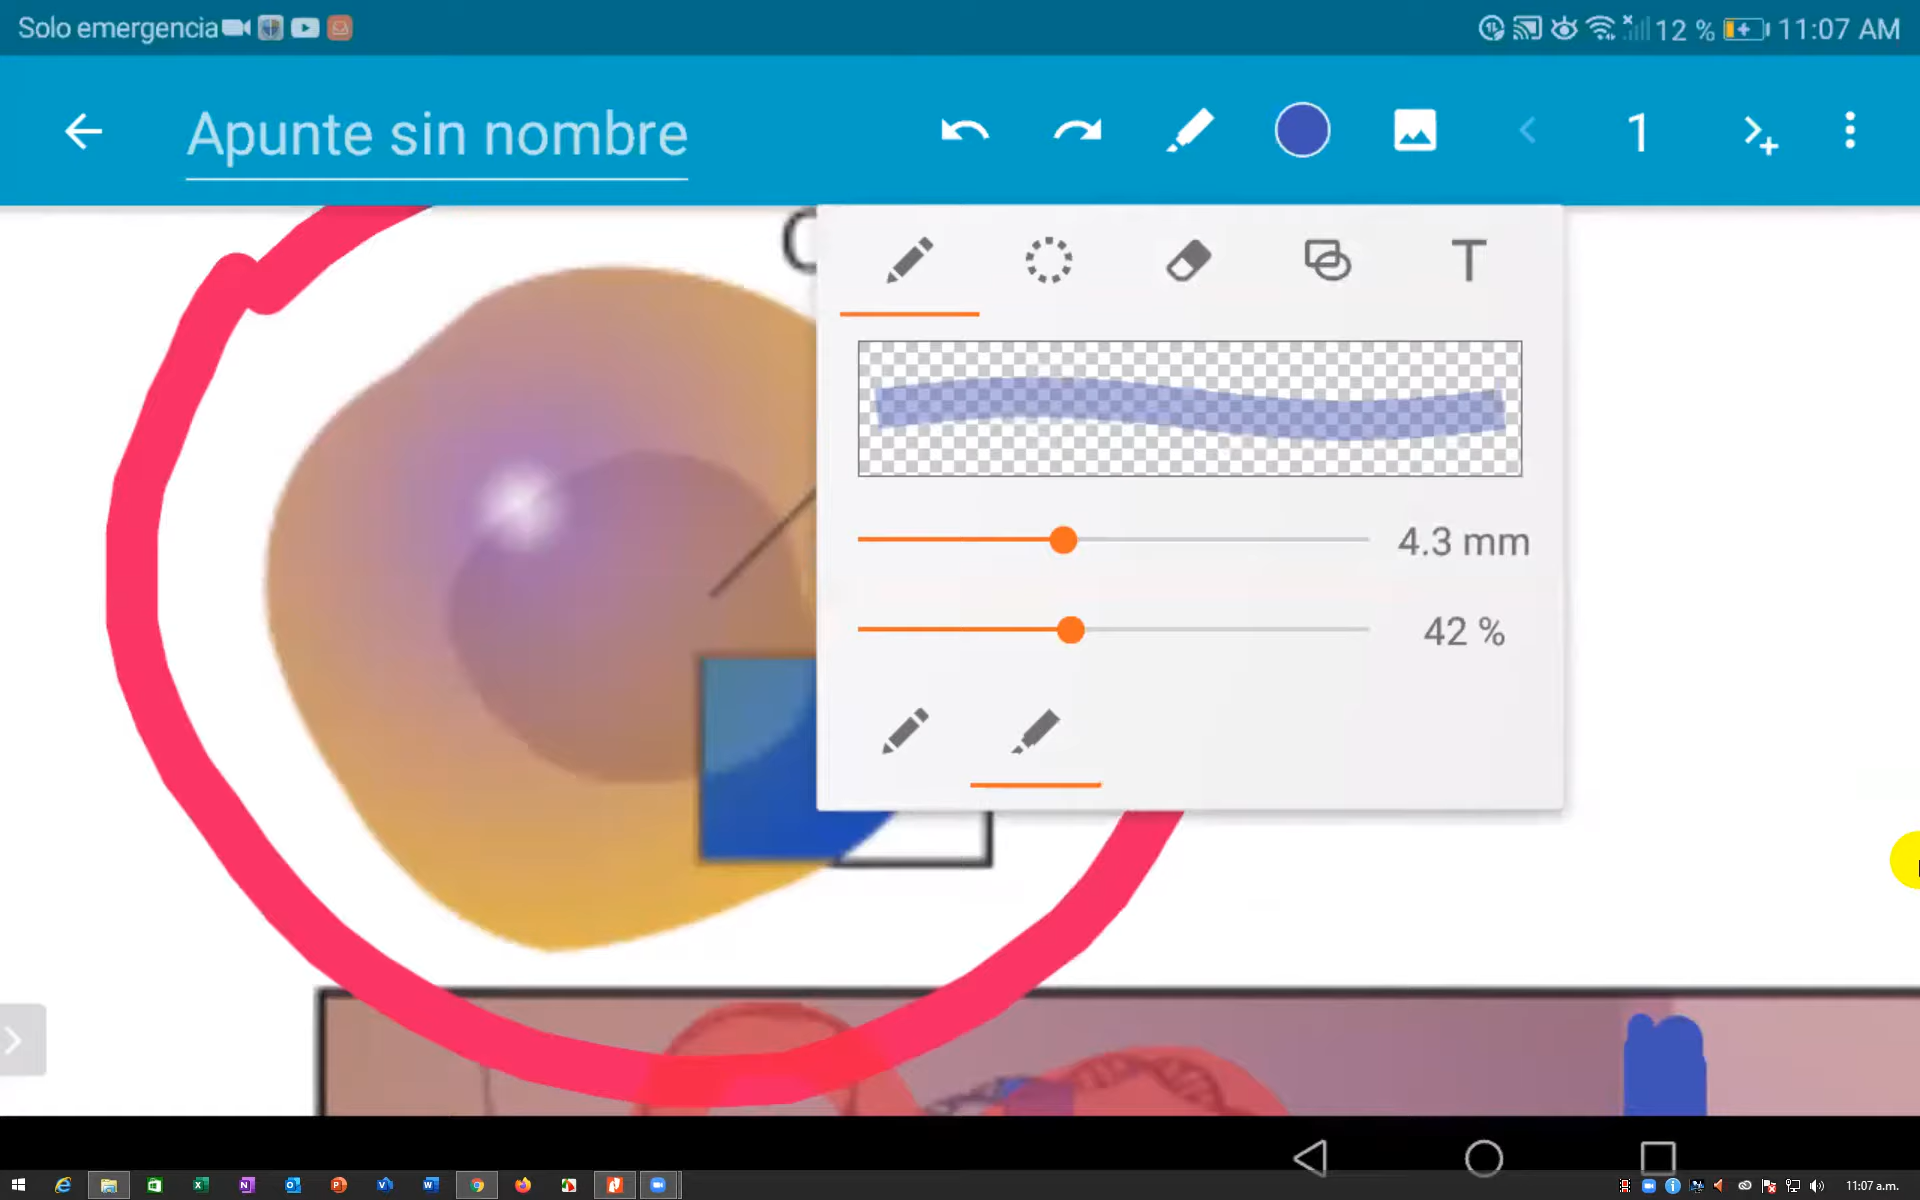 Solo emergencia
12 % 11:07 AM
Apunte sin nombre
1
C
T
4.3 mm
42 %
11:07 a.m.